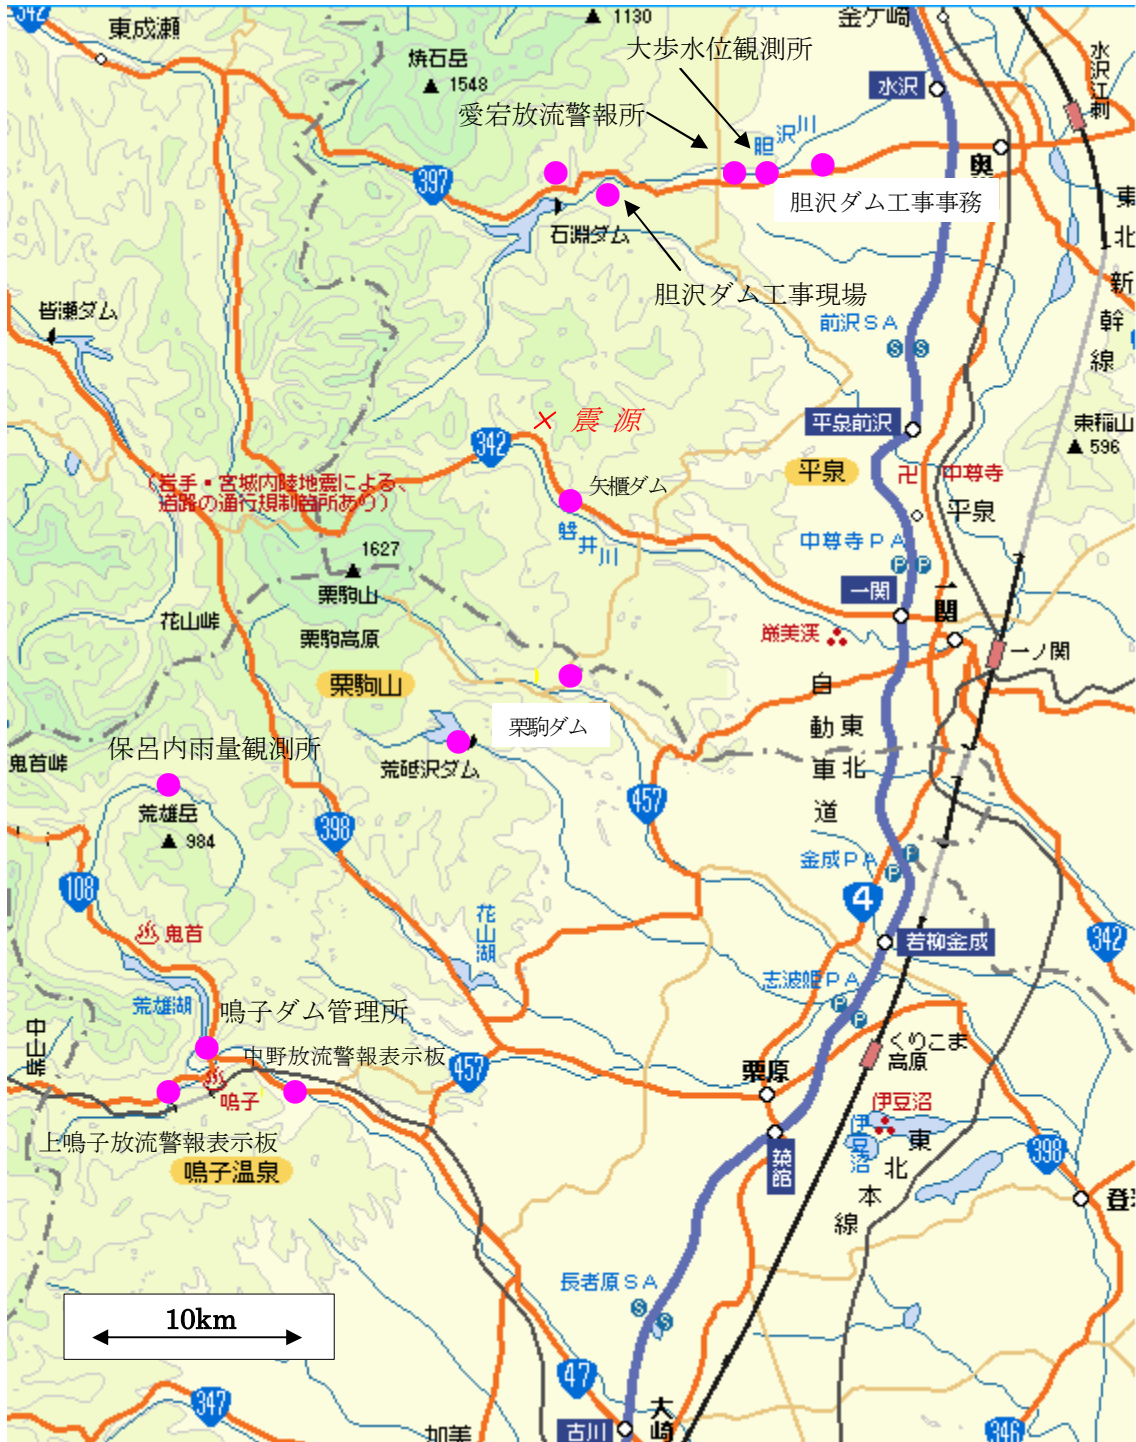 342
東成瀬
1130
金ケ崎
大歩水位観測所
水沢江刺
焼石岳
1548
水沢
愛宕放流警報所
胆沢川
奥
397
胆沢ダム工事事務
石淵ダム
東北新幹線
胆沢ダム工事現場
皆瀬ダム
前沢SA
S S
× 震源
平泉前沢
東稲山
596
342
平泉
卍 中尊寺
(岩手・宮城内陸地震による、
道路の通行規制箇所あり)
矢櫃ダム
平泉
磐井川
中尊寺PA
P P
1627
栗駒山
一関
一関
花山峠
栗駒高原
厳美渓
一ノ関
栗駒山
自動車道
東北
栗駒ダム
保呂内雨量観測所
鬼首峠
荒砥沢ダム
荒雄岳
984
457
398
金成PA
P
P
108
4
花山湖
鬼首
若柳金成
342
志波姫PA
P
P
荒雄湖
鳴子ダム管理所
中山峠
中野放流警報表示板
くりこま
高原
457
栗原
鳴子
伊豆沼
伊豆沼
東北本線
上鳴子放流警報表示板
鳴子温泉
築館
398
登
長者原SA
S
S
10km
47
347
大崎
加美
古川
346